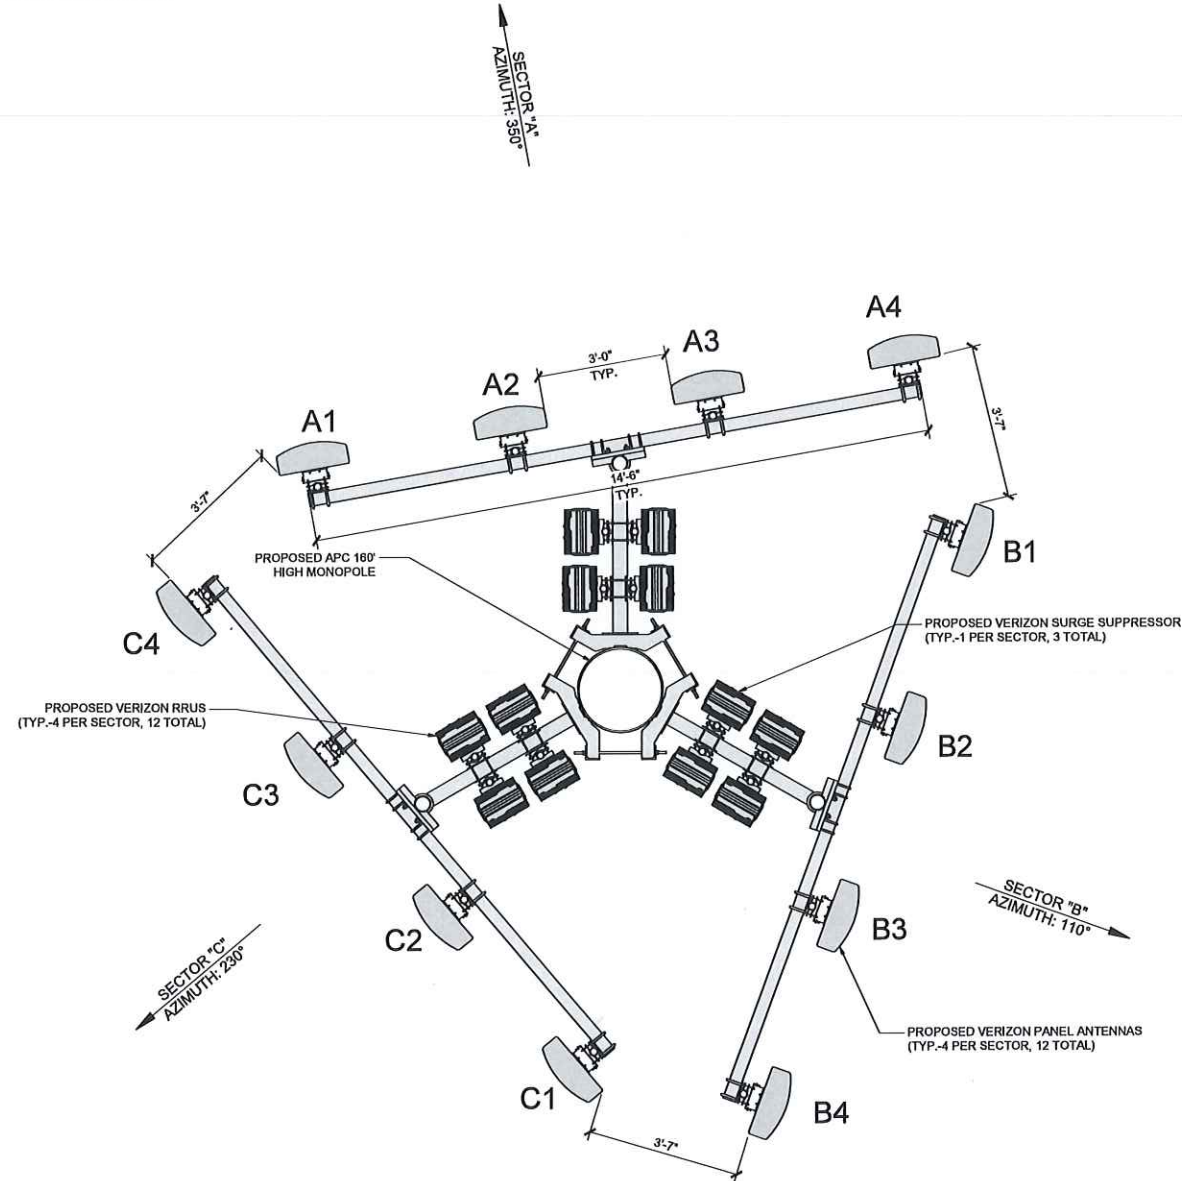 SECTOR "A"
AZIMUTH: 350°
A4
3'-0"
TYP.
A3
A2
A1
3'-7"
3'-7"
14'-6"
TYP.
PROPOSED APC 160'
HIGH MONOPOLE
B1
C4
PROPOSED VERIZON SURGE SUPPRESSOR
(TYP.-1 PER SECTOR, 3 TOTAL)
PROPOSED VERIZON RRUS
(TYP.-4 PER SECTOR, 12 TOTAL)
B2
C3
SECTOR "B"
AZIMUTH: 110°
B3
C2
SECTOR "C"
AZIMUTH: 230°
PROPOSED VERIZON PANEL ANTENNAS
(TYP.-4 PER SECTOR, 12 TOTAL)
C1
B4
3'-7"